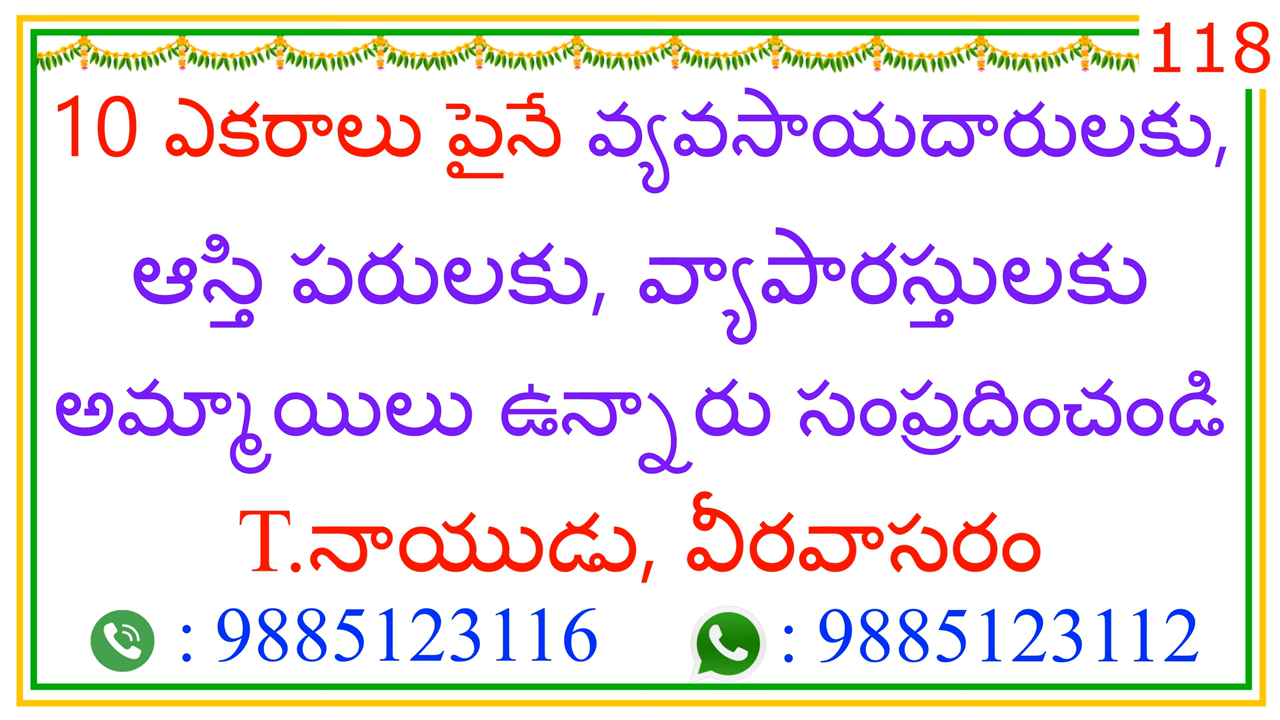 118
10 ఎకరాలు పైనే వ్యవసాయదారులకు,
ఆస్తి పరులకు, వ్యాపారస్తులకు
అమ్మాయిలు ఉన్నారు సంప్రదించండి
T.నాయుడు, వీరవాసరం
: 9885123116 : 9885123112